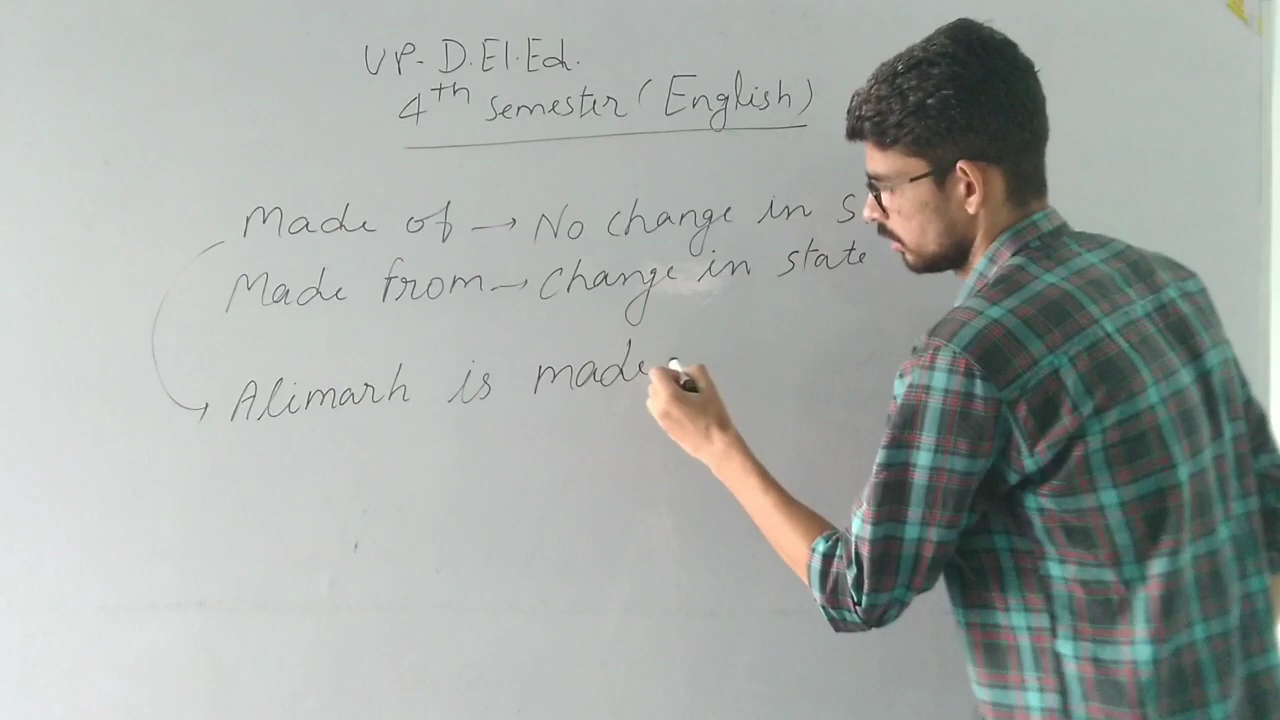 UP- D.El.Ed.
4th semester (English)
Made of → No change in s
Made from → Change in state
Alimarh is made